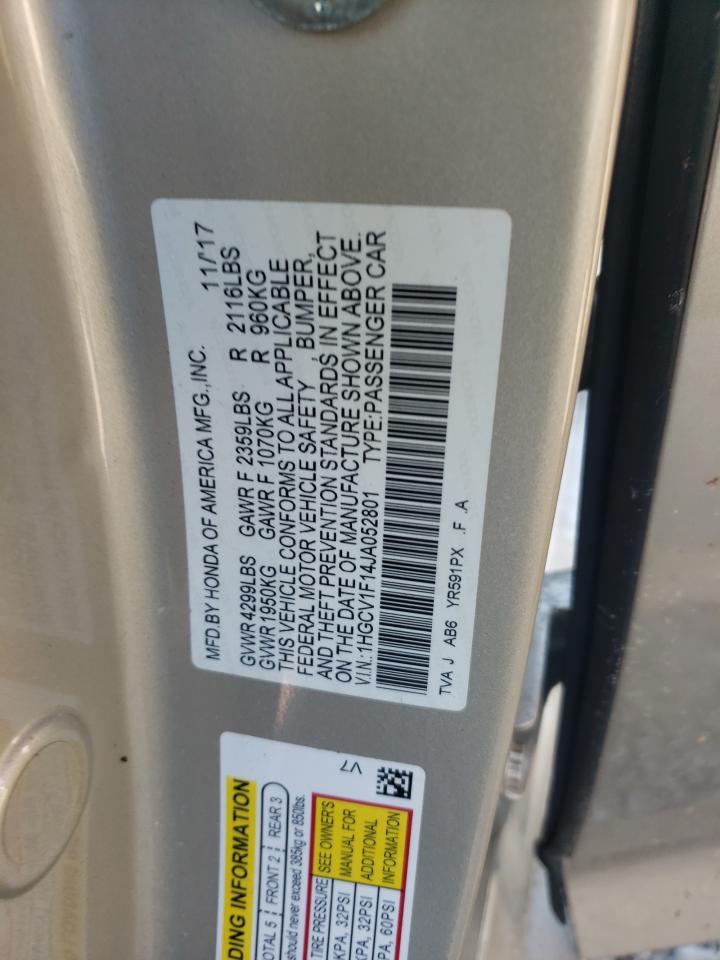 MFD.BY HONDA OF AMERICA MFG.,INC. 11/'17
GVWR 4299LBS GAWR F 2359LBS R 2116LBS
GVWR 1950KG GAWR F 1070KG R 960KG
THIS VEHICLE CONFORMS TO ALL APPLICABLE
FEDERAL MOTOR VEHICLE SAFETY , BUMPER,
AND THEFT PREVENTION STANDARDS IN EFFECT
ON THE DATE OF MANUFACTURE SHOWN ABOVE.
V.I.N.:1HGCV1F14JA052801 TYPE:PASSENGER CAR
TVA J AB6 YR591PX .F .A
DING INFORMATION
OTAL 5 FRONT 2 REAR 3
should never exceed 385kg or 850lbs.
TIRE PRESSURE
KPA, 32PSI
KPA, 32PSI
PA, 60PSI
SEE OWNER'S
MANUAL FOR
ADDITIONAL
INFORMATION
V7